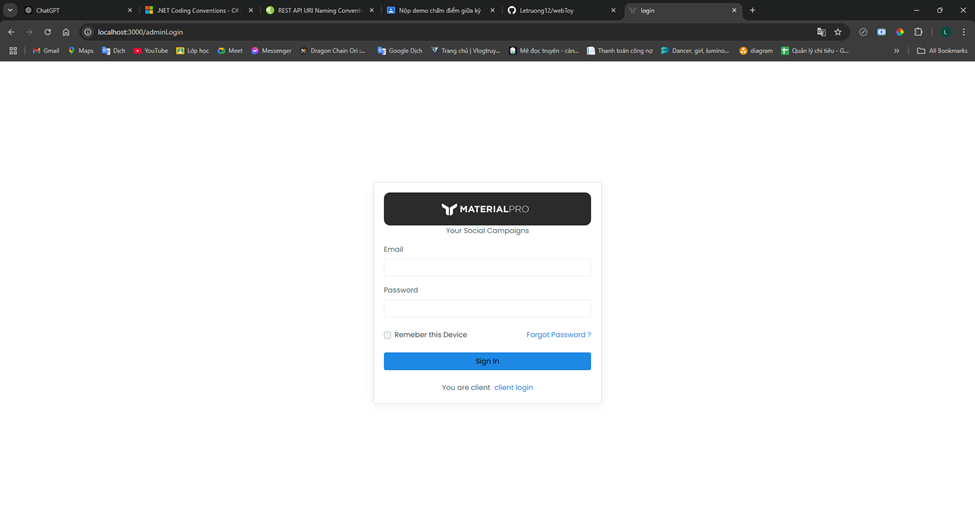 ChatGPT
.NET Coding Conventions - C#
REST API URI Naming Convent
Nộp demo chấm điểm giữa kỳ
Letruong12/webToy
login
localhost:3000/adminLogin
L
Gmail
Maps
Dịch
YouTube
Lớp học
Meet
Messenger
Dragon Chain Ori :...
Google Dịch
Trang chủ | Vlogtruy...
Mê đọc truyện - cản...
Thanh toán công nợ
Dancer, girl, lumino...
diagram
Quản lý chi tiêu - G...
All Bookmarks
MATERIALPRO
Your Social Campaigns
Email
Password
Remeber this Device
Forgot Password ?
Sign In
You are client client login